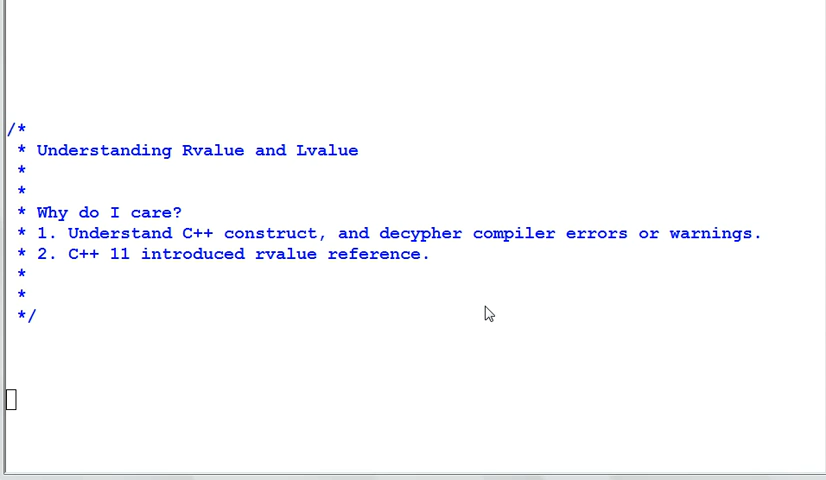 /*
* Understanding Rvalue and Lvalue
*
*
* Why do I care?
* 1. Understand C++ construct, and decypher compiler errors or warnings.
* 2. C++ 11 introduced rvalue reference.
*
*
*/